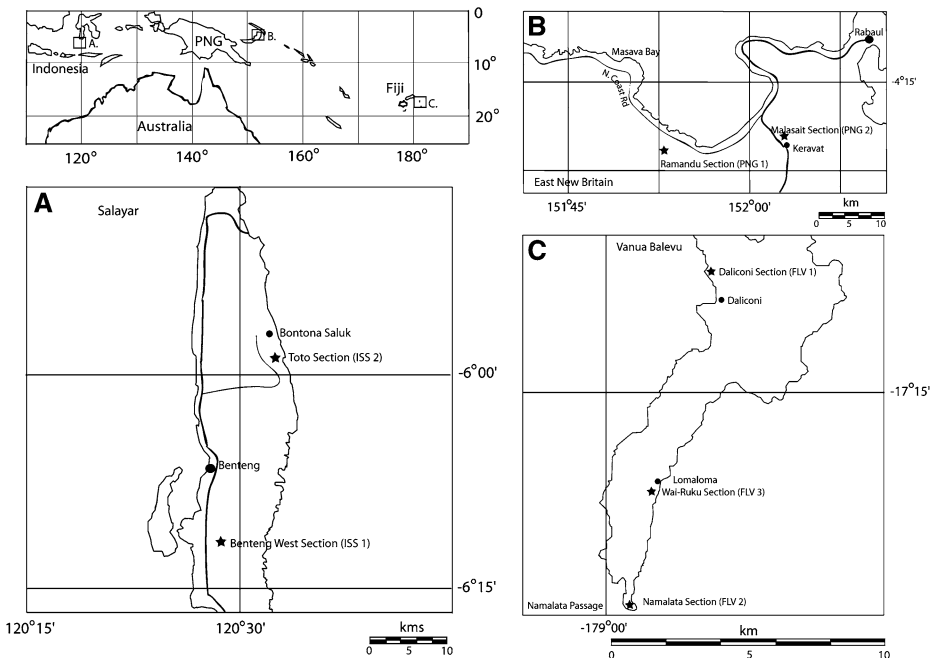 0
10°
20°
120°
140°
160°
180°
A.
B.
C.
PNG
Indonesia
Fiji
Australia
B
Rabaul
Masava Bay
N. Coast Rd
-4°15'
Malasait Section (PNG 2)
Keravat
Ramandu Section (PNG 1)
East New Britain
151°45'
152°00'
km
0 5 10
A
Salayar
Bontona Saluk
Toto Section (ISS 2)
-6°00'
Benteng
Benteng West Section (ISS 1)
-6°15'
120°15'
120°30'
kms
0 5 10
C
Vanua Balevu
Daliconi Section (FLV 1)
Daliconi
-17°15'
Lomaloma
Wai-Ruku Section (FLV 3)
Namalata Passage
Namalata Section (FLV 2)
-179°00'
km
0 5 10